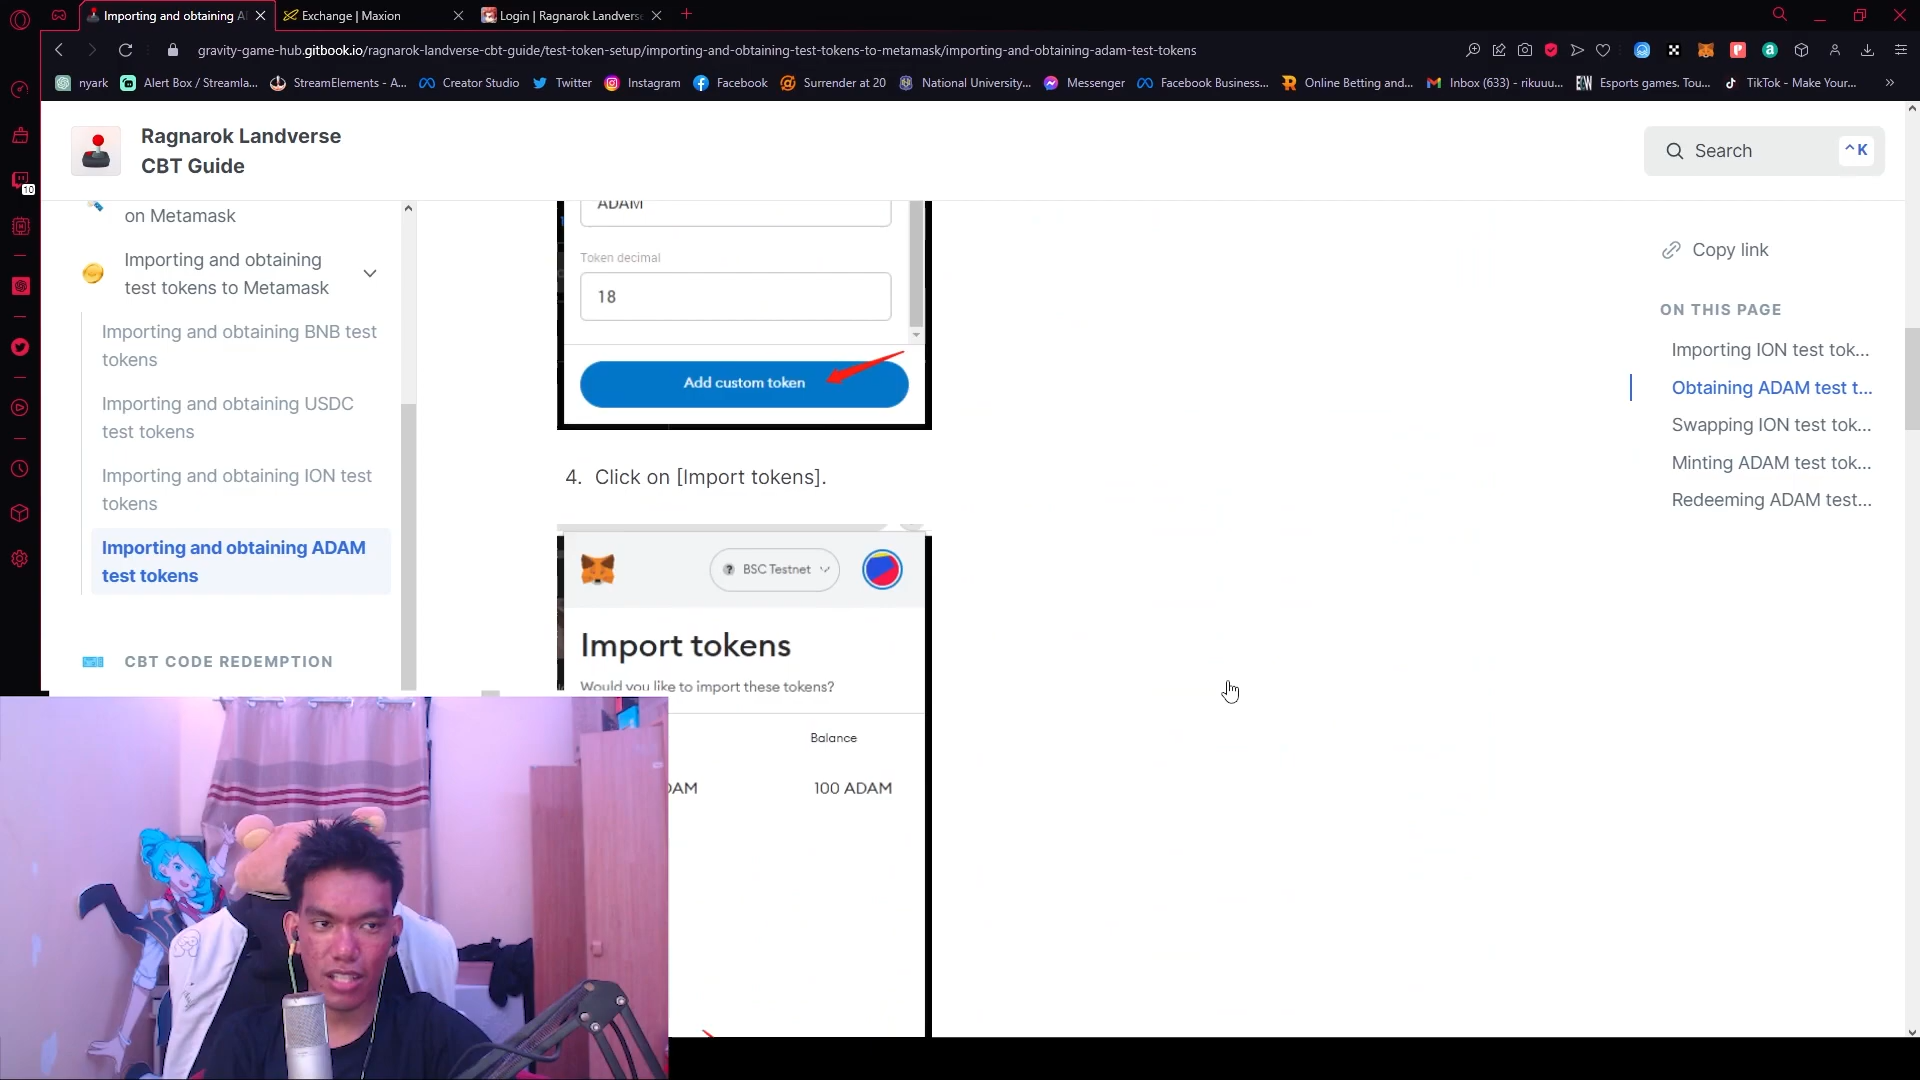 Importing and obtaining A
Exchange | Maxion
Login | Ragnarok Landverse
gravity-game-hub.gitbook.io/ragnarok-landverse-cbt-guide/test-token-setup/importing-and-obtaining-test-tokens-to-metamask/importing-and-obtaining-adam-test-tokens
nyark
Alert Box / Streamla...
StreamElements - A...
Creator Studio
Twitter
Instagram
Facebook
Surrender at 20
National University...
Messenger
Facebook Business...
Online Betting and...
Inbox (633) - rikuuu...
Esports games. Tou...
TikTok - Make Your...
Ragnarok Landverse
CBT Guide
Search
^K
10
on Metamask
Importing and obtaining
test tokens to Metamask
Importing and obtaining BNB test
tokens
Importing and obtaining USDC
test tokens
Importing and obtaining ION test
tokens
Importing and obtaining ADAM
test tokens
CBT CODE REDEMPTION
ADAM
Token decimal
18
Add custom token
4. Click on [Import tokens].
BSC Testnet
Import tokens
Would you like to import these tokens?
Balance
DAM
100 ADAM
Copy link
ON THIS PAGE
Importing ION test tok...
Obtaining ADAM test t...
Swapping ION test tok...
Minting ADAM test tok...
Redeeming ADAM test...